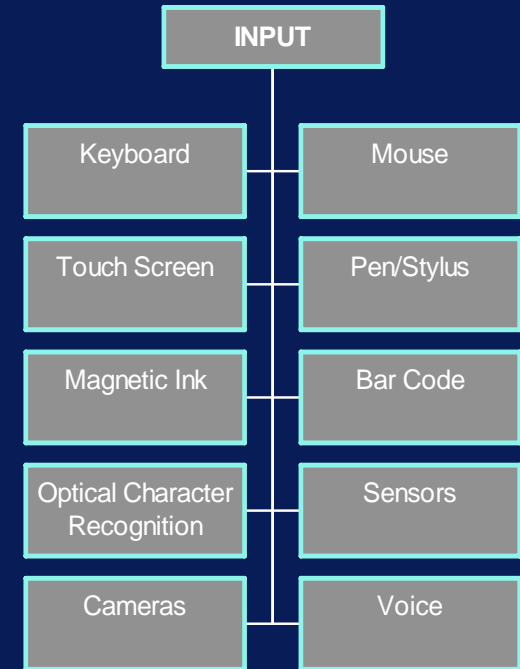 INPUT
Keyboard
Mouse
Touch Screen
Pen/Stylus
Magnetic Ink
Bar Code
Optical Character
Recognition
Sensors
Cameras
Voice